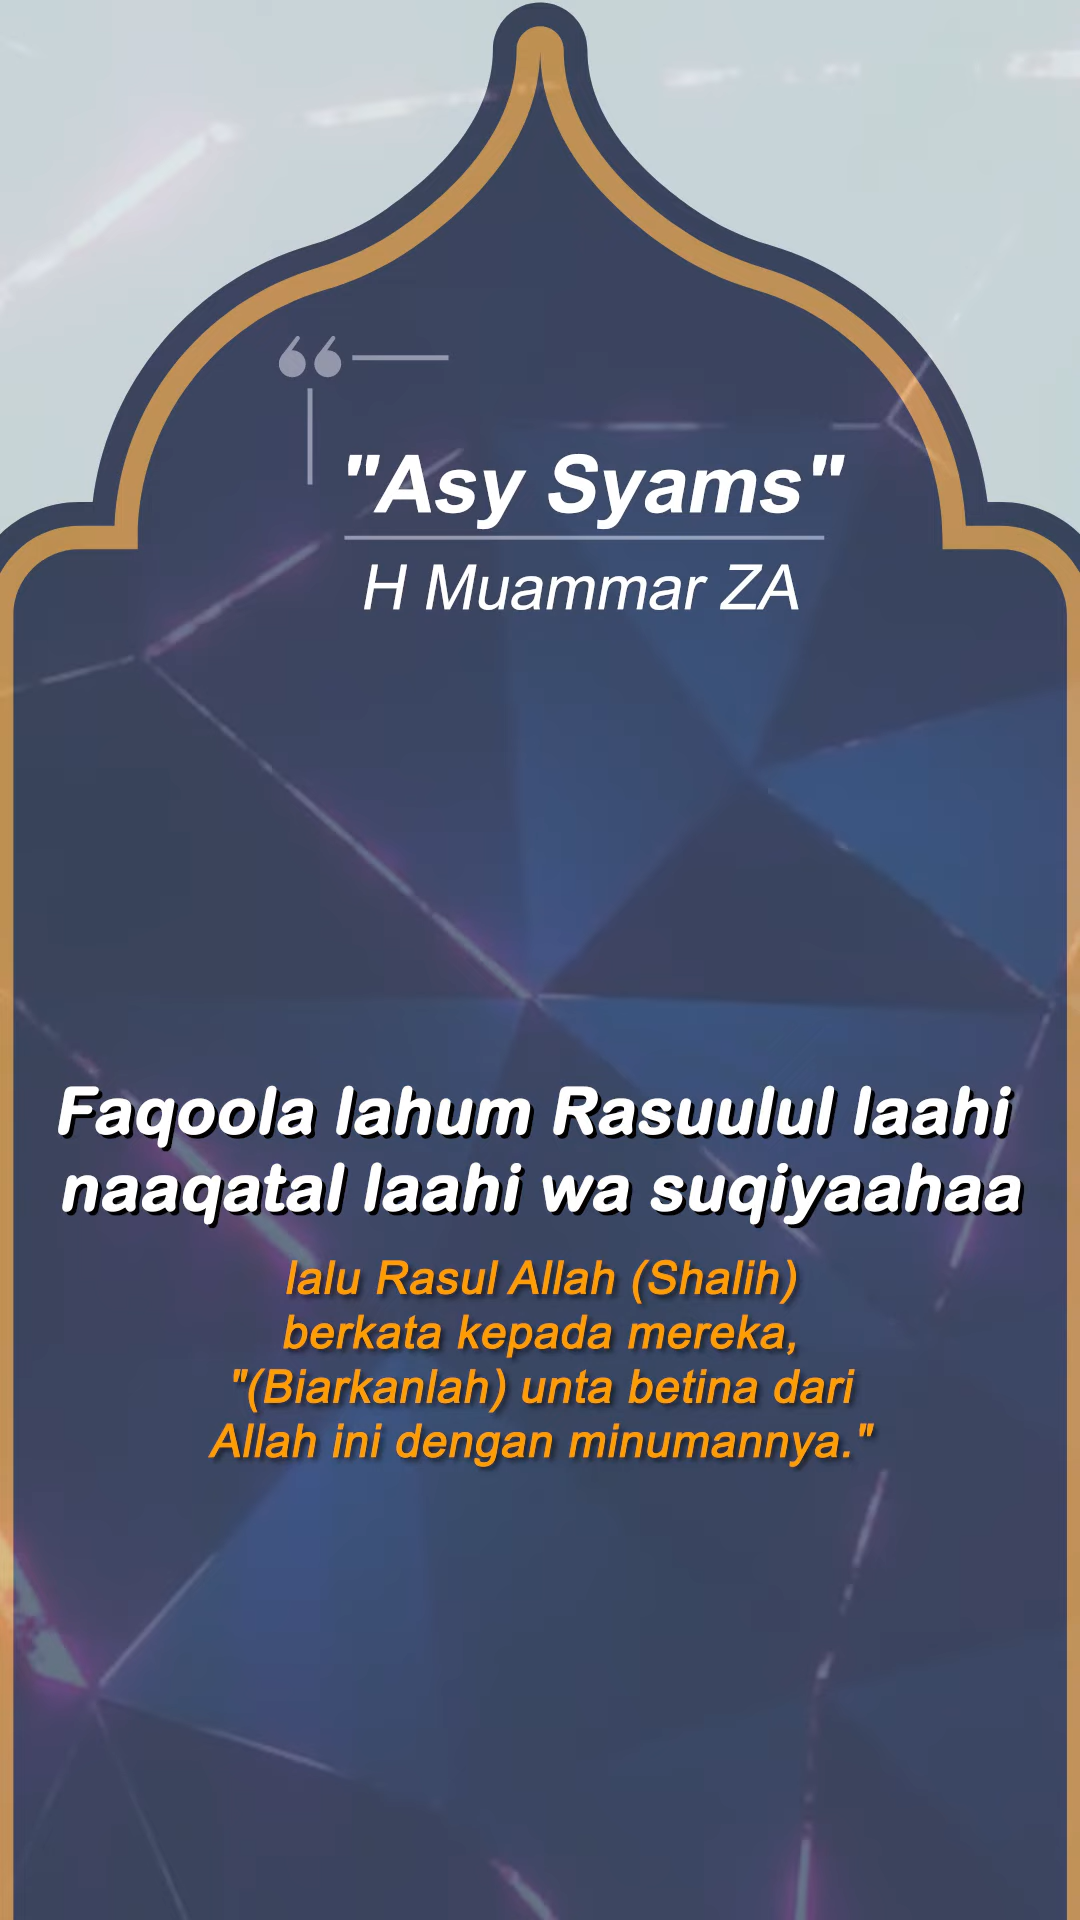 "Asy Syams"
H Muammar ZA
Faqoola lahum Rasuulul laahi
naaqatal laahi wa suqiyaahaa
lalu Rasul Allah (Shalih)
berkata kepada mereka,
"(Biarkanlah) unta betina dari
Allah ini dengan minumannya."